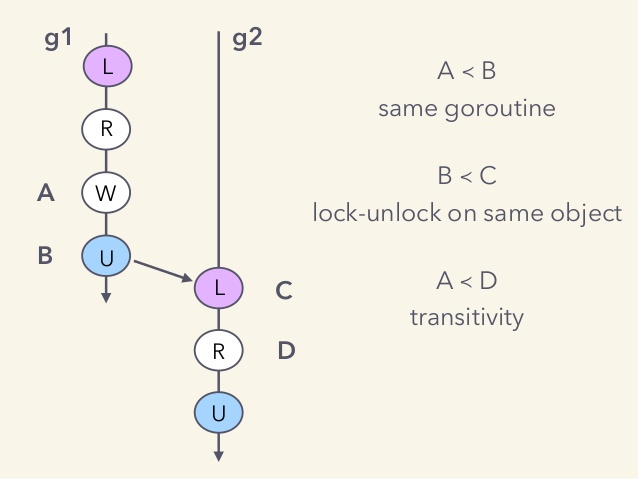 g1
g2
L
R
A W
B U
L C
R D
U
A < B
same goroutine
B < C
lock-unlock on same object
A < D
transitivity